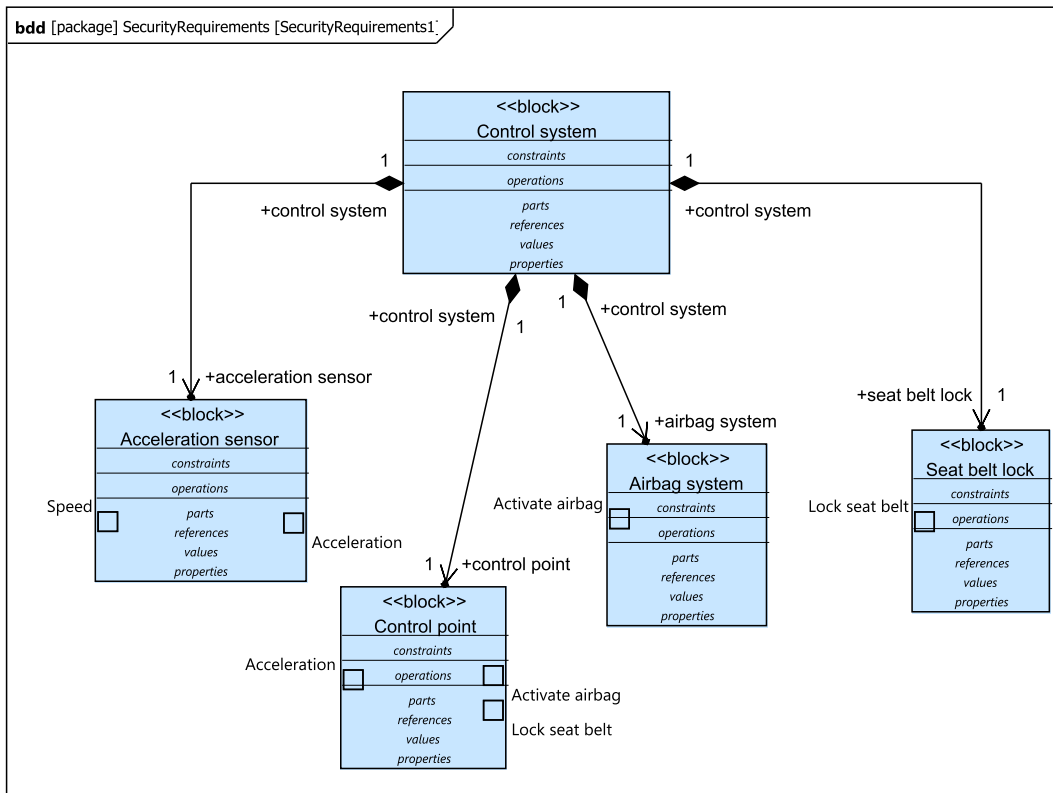 bdd [package] SecurityRequirements [SecurityRequirements1]
<<block>>
Control system
constraints
operations
parts
references
values
properties
1
+control system
1
+control system
+control system
1
1
+control system
1
+acceleration sensor
<<block>>
Acceleration sensor
constraints
operations
parts
references
values
properties
Speed
Acceleration
1
+control point
<<block>>
Control point
constraints
operations
parts
references
values
properties
Acceleration
Activate airbag
Lock seat belt
1
+airbag system
<<block>>
Airbag system
constraints
operations
parts
references
values
properties
Activate airbag
+seat belt lock
1
<<block>>
Seat belt lock
constraints
operations
parts
references
values
properties
Lock seat belt